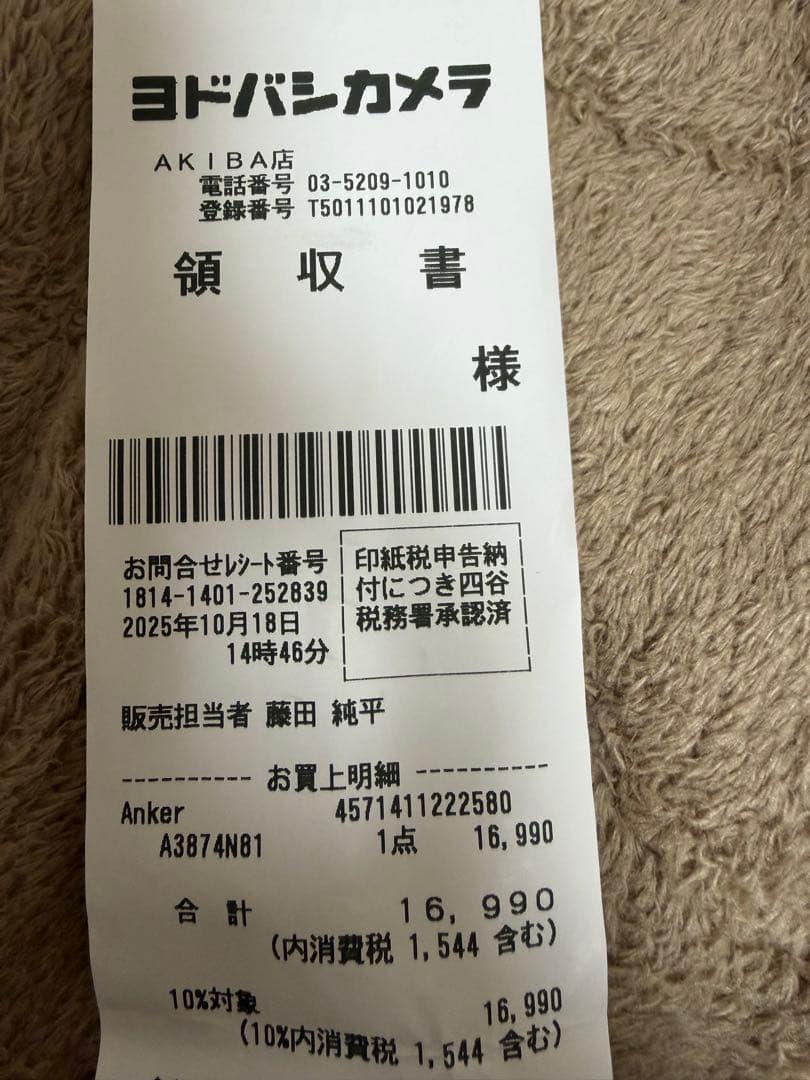 ヨドバシカメラ
AKIBA店
電話番号 03-5209-1010
登録番号 T5011101021978
領 収 書
様
お問合せﾚｼｰﾄ番号
1814-1401-252839
2025年10月18日
14時46分
印紙税申告納
付につき四谷
税務署承認済
販売担当者 藤田 純平
---------- お買上明細 ----------
Anker 4571411222580
A3874N81 1点 16,990
合 計 16,990
(内消費税 1,544 含む)
10%対象 16,990
(10%内消費税 1,544 含む)